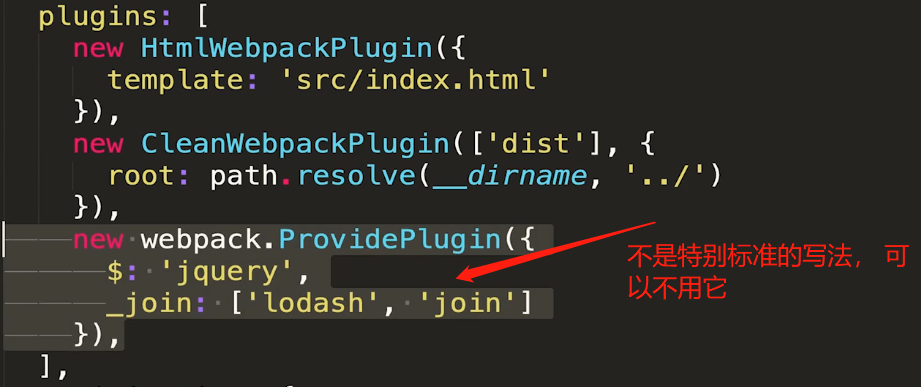 plugins: [
new HtmlWebpackPlugin({
template: 'src/index.html'
}),
new CleanWebpackPlugin(['dist'], {
root: path.resolve(__dirname, '../')
}),
new webpack.ProvidePlugin({
$: 'jquery',
_join: ['lodash', 'join']
}),
],
不是特别标准的写法，可
以不用它